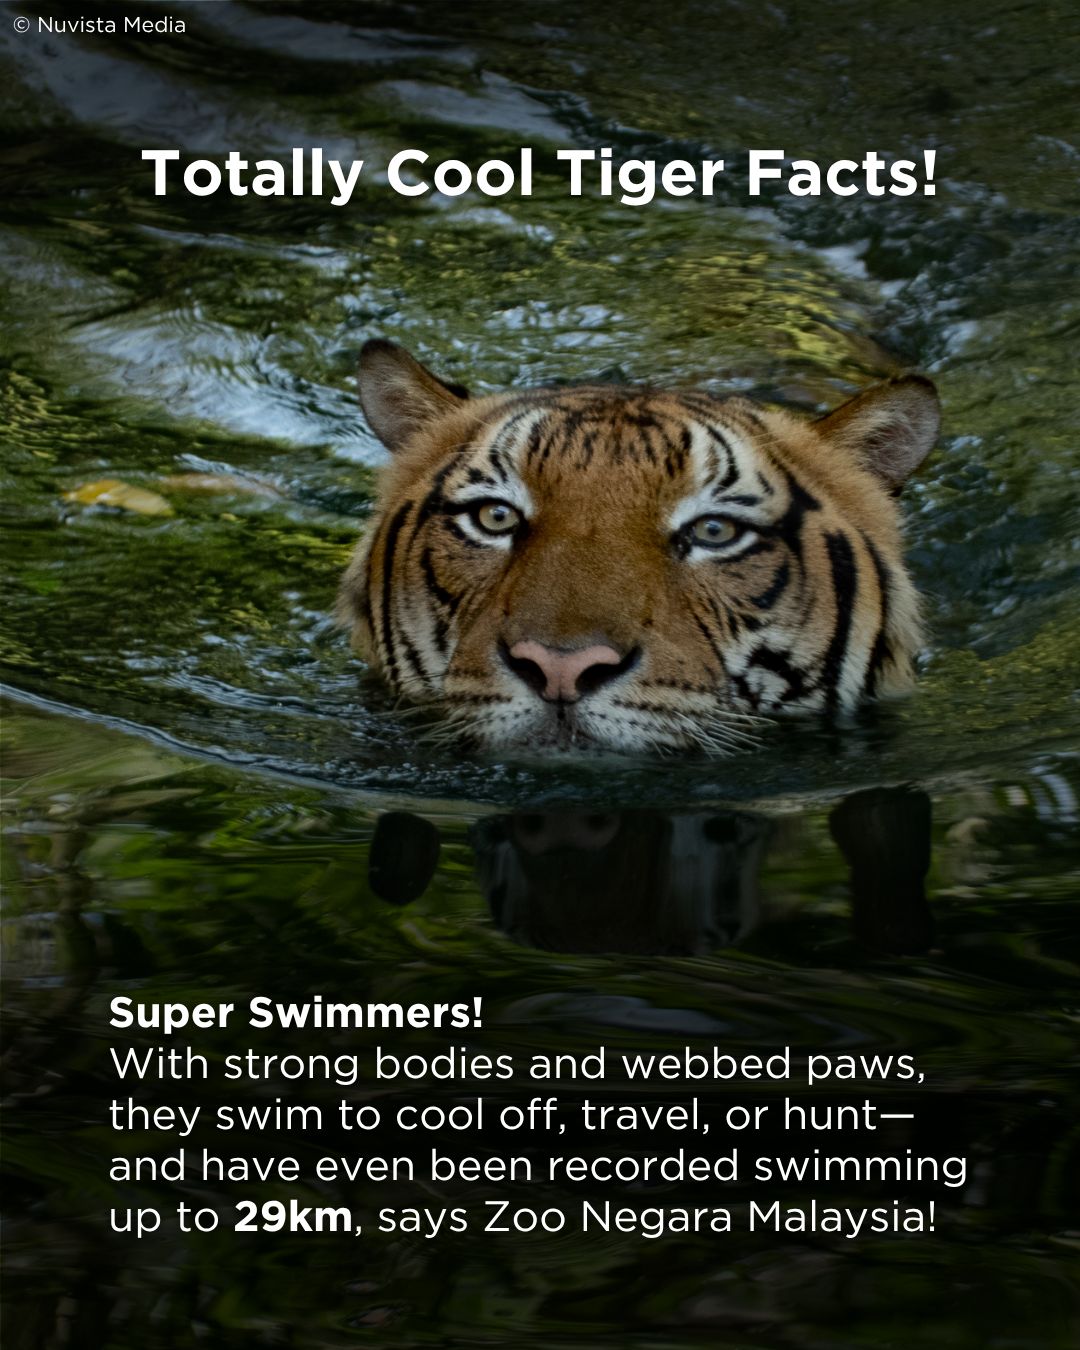 © Nuvista Media
Totally Cool Tiger Facts!
Super Swimmers!
With strong bodies and webbed paws,
they swim to cool off, travel, or hunt—
and have even been recorded swimming
up to 29km, says Zoo Negara Malaysia!